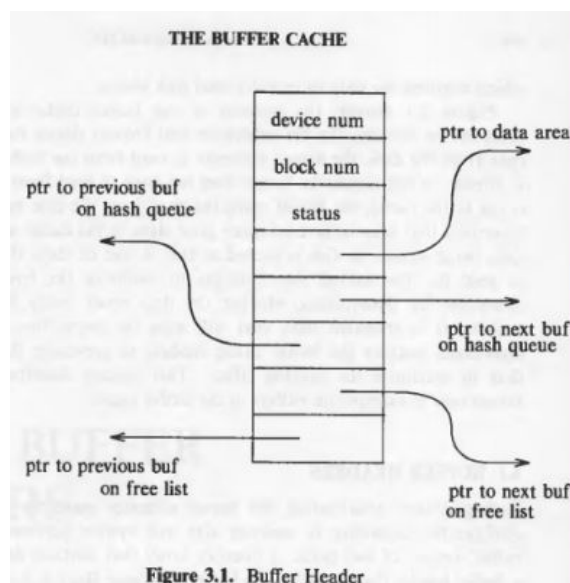 THE BUFFER CACHE
device num
ptr to data area
block num
ptr to previous buf
on hash queue
status
ptr to next buf
on hash queue
ptr to previous buf
on free list
ptr to next buf
on free list
Figure 3.1. Buffer Header